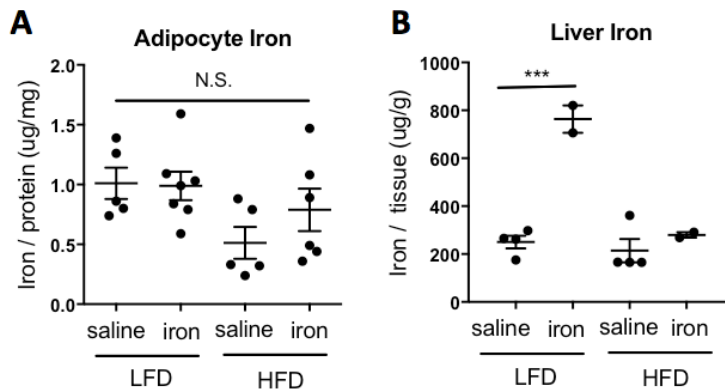 A
Adipocyte Iron
Iron / protein (ug/mg)
2.0
1.5
1.0
0.5
0.0
N.S.
saline iron saline iron
LFD HFD
B
Liver Iron
Iron / tissue (ug/g)
1000
800
600
400
200
0
***
saline iron saline iron
LFD HFD